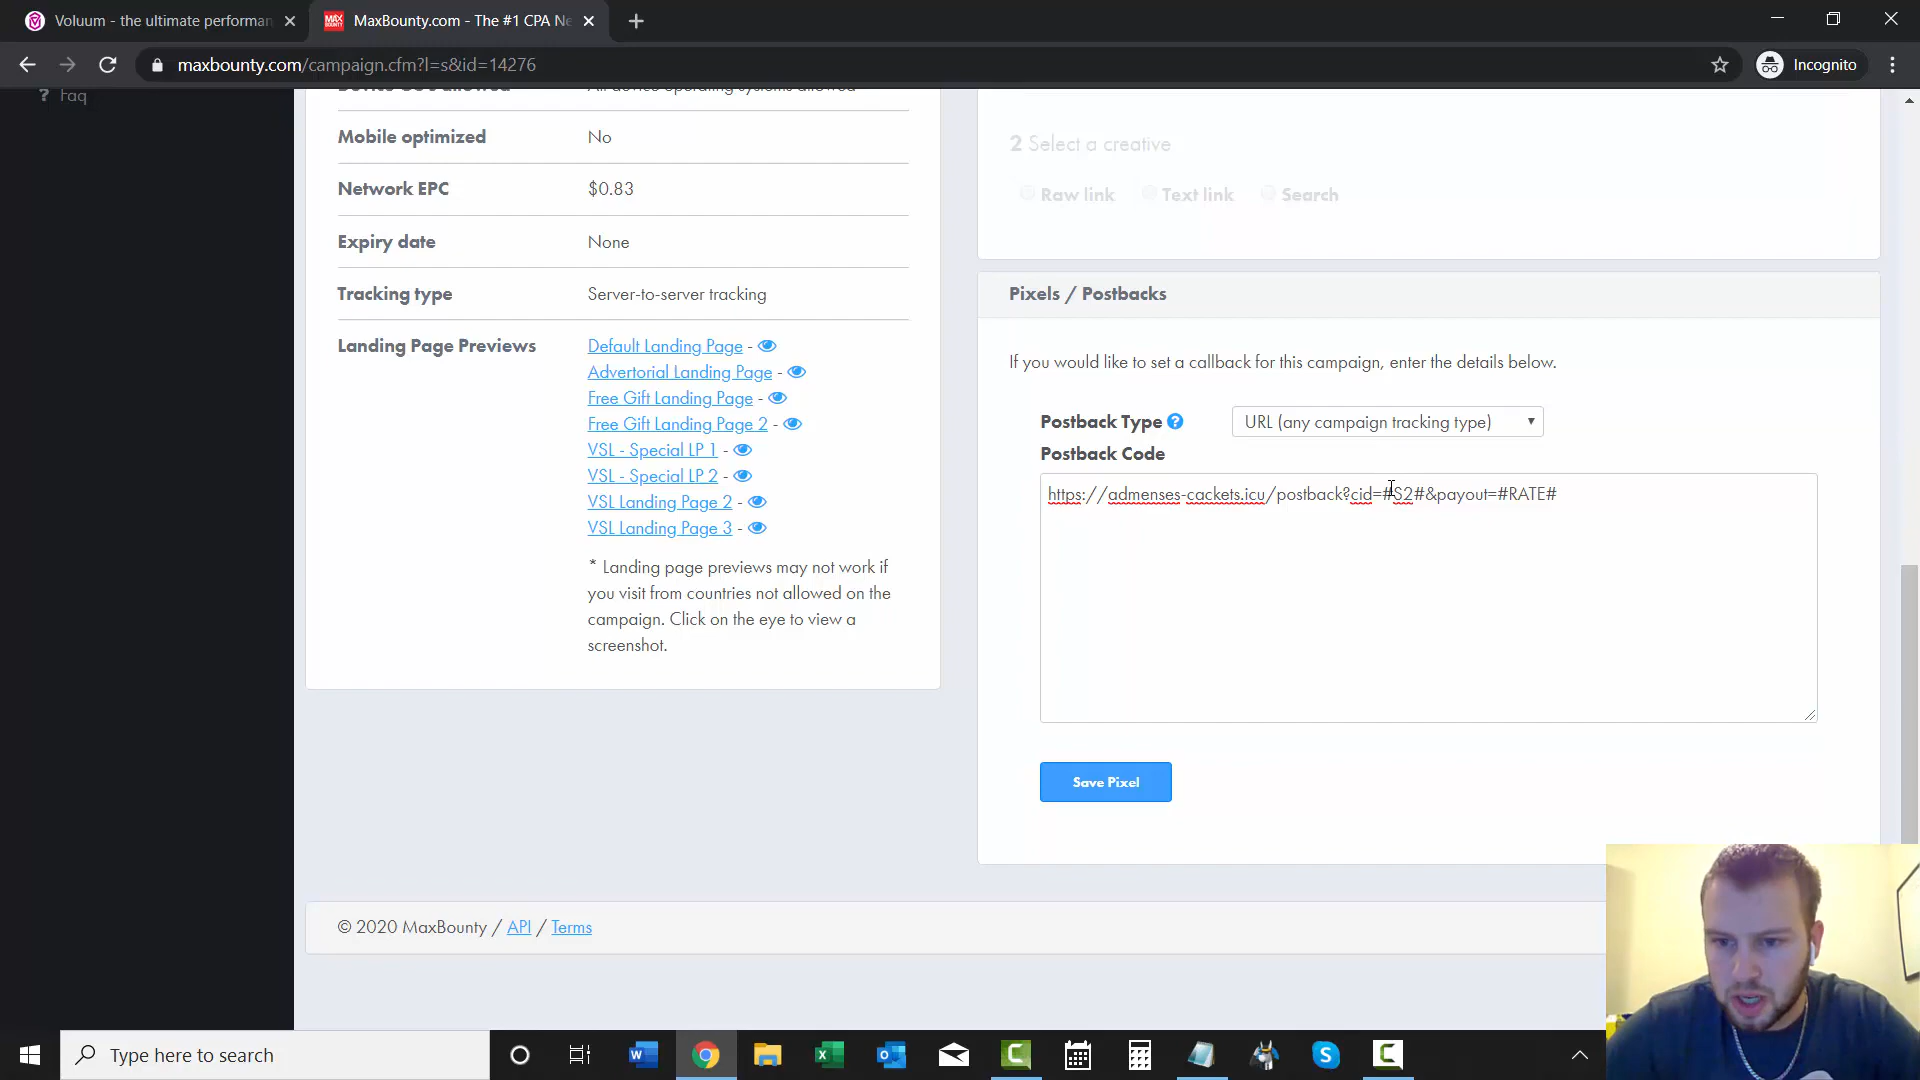 Voluum - the ultimate performan
MaxBounty.com - The #1 CPA Ne
maxbounty.com/campaign.cfm?l=s&id=14276
Incognito
? Faq
Mobile optimized No
Network EPC $0.83
Expiry date None
Tracking type Server-to-server tracking
Landing Page Previews Default Landing Page -
Advertorial Landing Page -
Free Gift Landing Page -
Free Gift Landing Page 2 -
VSL - Special LP 1 -
VSL - Special LP 2 -
VSL Landing Page 2 -
VSL Landing Page 3 -
* Landing page previews may not work if
you visit from countries not allowed on the
campaign. Click on the eye to view a
screenshot.
2 Select a creative
Raw link Text link Search
Pixels / Postbacks
If you would like to set a callback for this campaign, enter the details below.
Postback Type ? URL (any campaign tracking type)
Postback Code
https://admenses-cackets.icu/postback?cid=#S2#&payout=#RATE#
Save Pixel
© 2020 MaxBounty / API / Terms
Type here to search